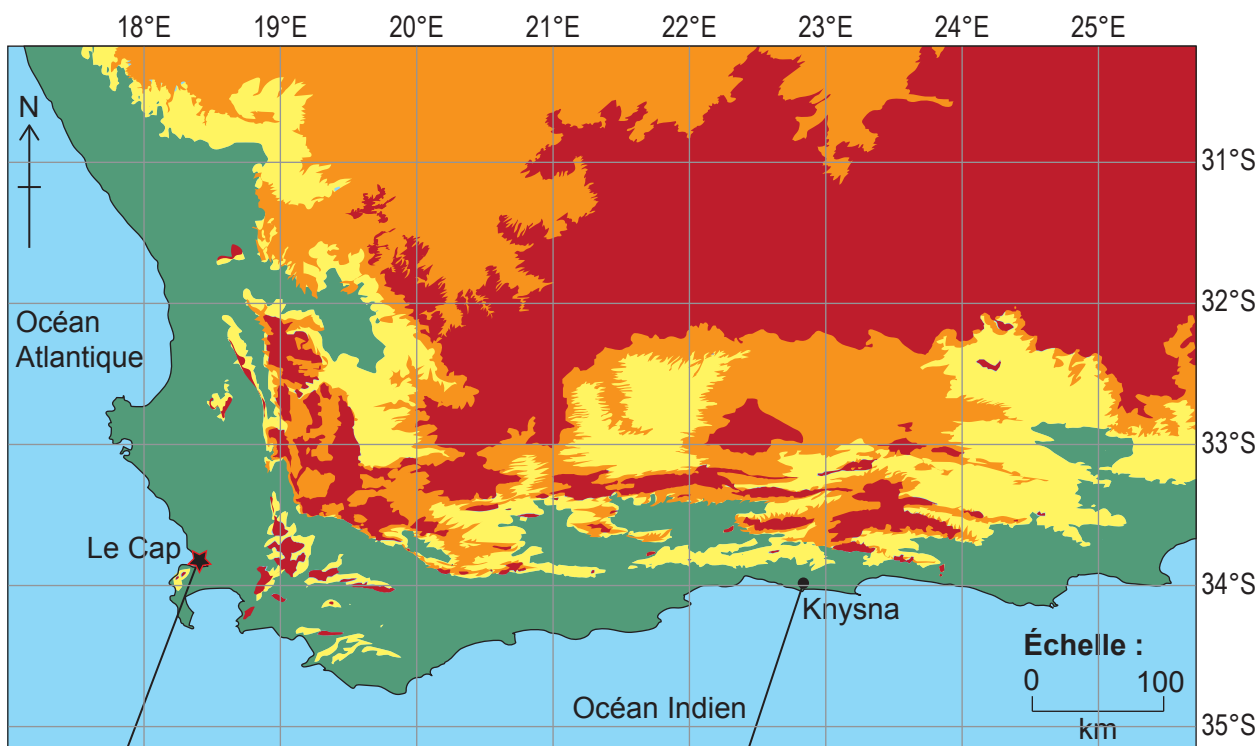 18°E 19°E 20°E 21°E 22°E 23°E 24°E 25°E
N
31°S
32°S
Océan
Atlantique
33°S
Le Cap
34°S
Knysna
Échelle :
0 100
km
Océan Indien
35°S